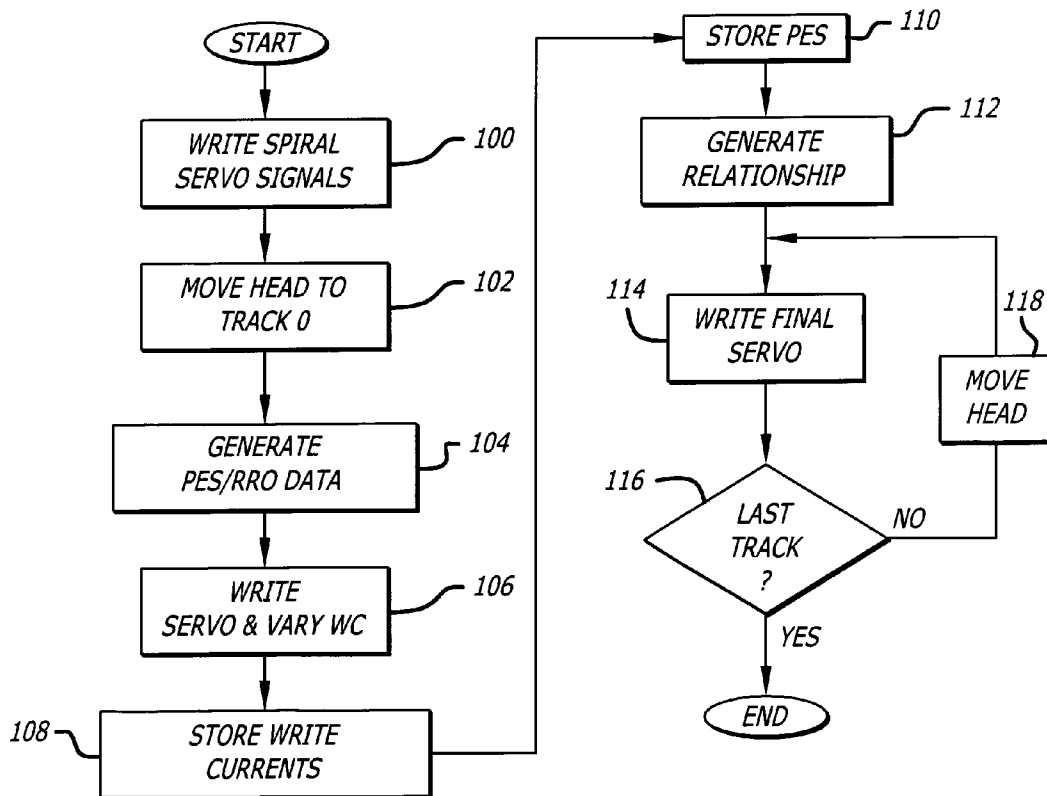 START
WRITE SPIRAL
SERVO SIGNALS
100
MOVE HEAD TO
TRACK 0
102
GENERATE
PES/RRO DATA
104
WRITE
SERVO & VARY WC
106
STORE WRITE
CURRENTS
108
STORE PES
110
GENERATE
RELATIONSHIP
112
WRITE FINAL
SERVO
114
LAST
TRACK
?
116
NO
MOVE
HEAD
118
YES
END